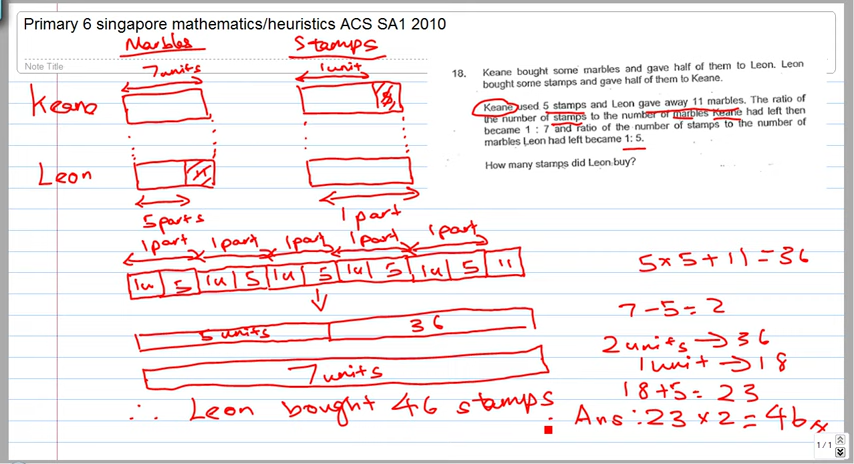 Primary 6 singapore mathematics/heuristics ACS SA1 2010
Note Title
Marbles
Stamps
7 units
1 unit
Keane
5
Leon
11
5 parts
1 part
18. Keane bought some marbles and gave half of them to Leon. Leon
bought some stamps and gave half of them to Keane.
Keane used 5 stamps and Leon gave away 11 marbles. The ratio of
the number of stamps to the number of marbles Keane had left then
became 1 : 7 and ratio of the number of stamps to the number of
marbles Leon had left became 1: 5.
How many stamps did Leon buy?
1 part 1 part 1 part 1 part 1 part
1u 5 1u 5 1u 5 1u 5 1u 5 11
5 units 36
7 units
∴ Leon bought 46 stamps
5 x 5 + 11 = 36
7 - 5 = 2
2 units → 36
1 unit → 18
18 + 5 = 23
∴ Ans : 23 x 2 = 46
1 / 1